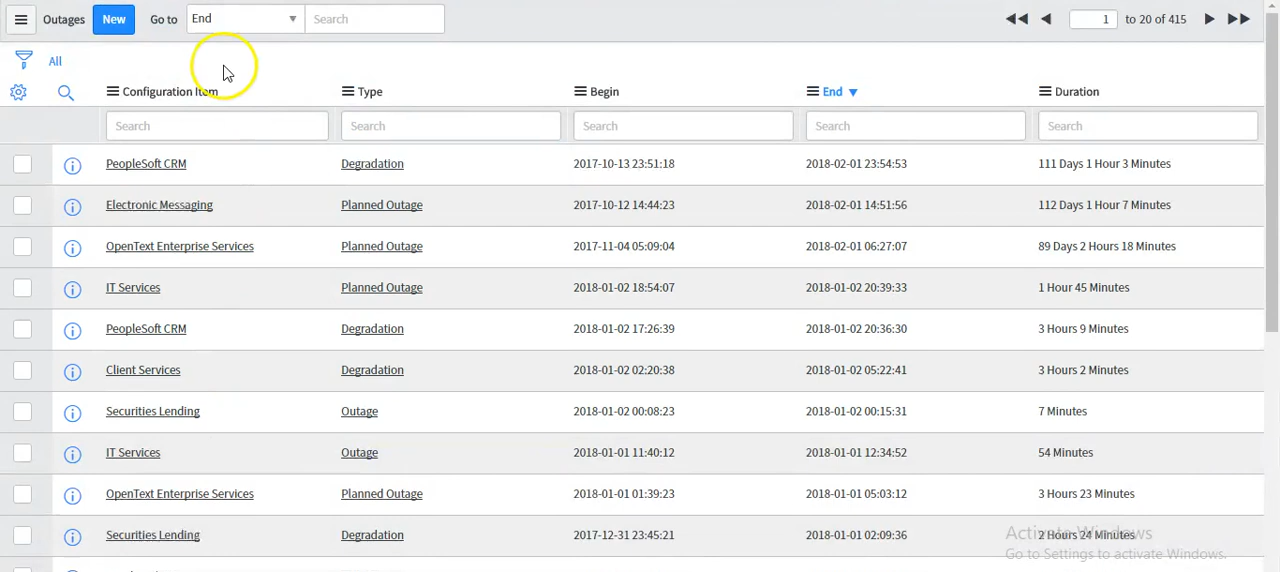 Outages New Go to End Search 1 to 20 of 415
All
Configuration Item Type Begin End Duration
Search Search Search Search Search
PeopleSoft CRM Degradation 2017-10-13 23:51:18 2018-02-01 23:54:53 111 Days 1 Hour 3 Minutes
Electronic Messaging Planned Outage 2017-10-12 14:44:23 2018-02-01 14:51:56 112 Days 1 Hour 7 Minutes
OpenText Enterprise Services Planned Outage 2017-11-04 05:09:04 2018-02-01 06:27:07 89 Days 2 Hours 18 Minutes
IT Services Planned Outage 2018-01-02 18:54:07 2018-01-02 20:39:33 1 Hour 45 Minutes
PeopleSoft CRM Degradation 2018-01-02 17:26:39 2018-01-02 20:36:30 3 Hours 9 Minutes
Client Services Degradation 2018-01-02 02:20:38 2018-01-02 05:22:41 3 Hours 2 Minutes
Securities Lending Outage 2018-01-02 00:08:23 2018-01-02 00:15:31 7 Minutes
IT Services Outage 2018-01-01 11:40:12 2018-01-01 12:34:52 54 Minutes
OpenText Enterprise Services Planned Outage 2018-01-01 01:39:23 2018-01-01 05:03:12 3 Hours 23 Minutes
Securities Lending Degradation 2017-12-31 23:45:21 2018-01-01 02:09:36 2 Hours 24 Minutes
Activate Windows
Go to Settings to activate Windows.